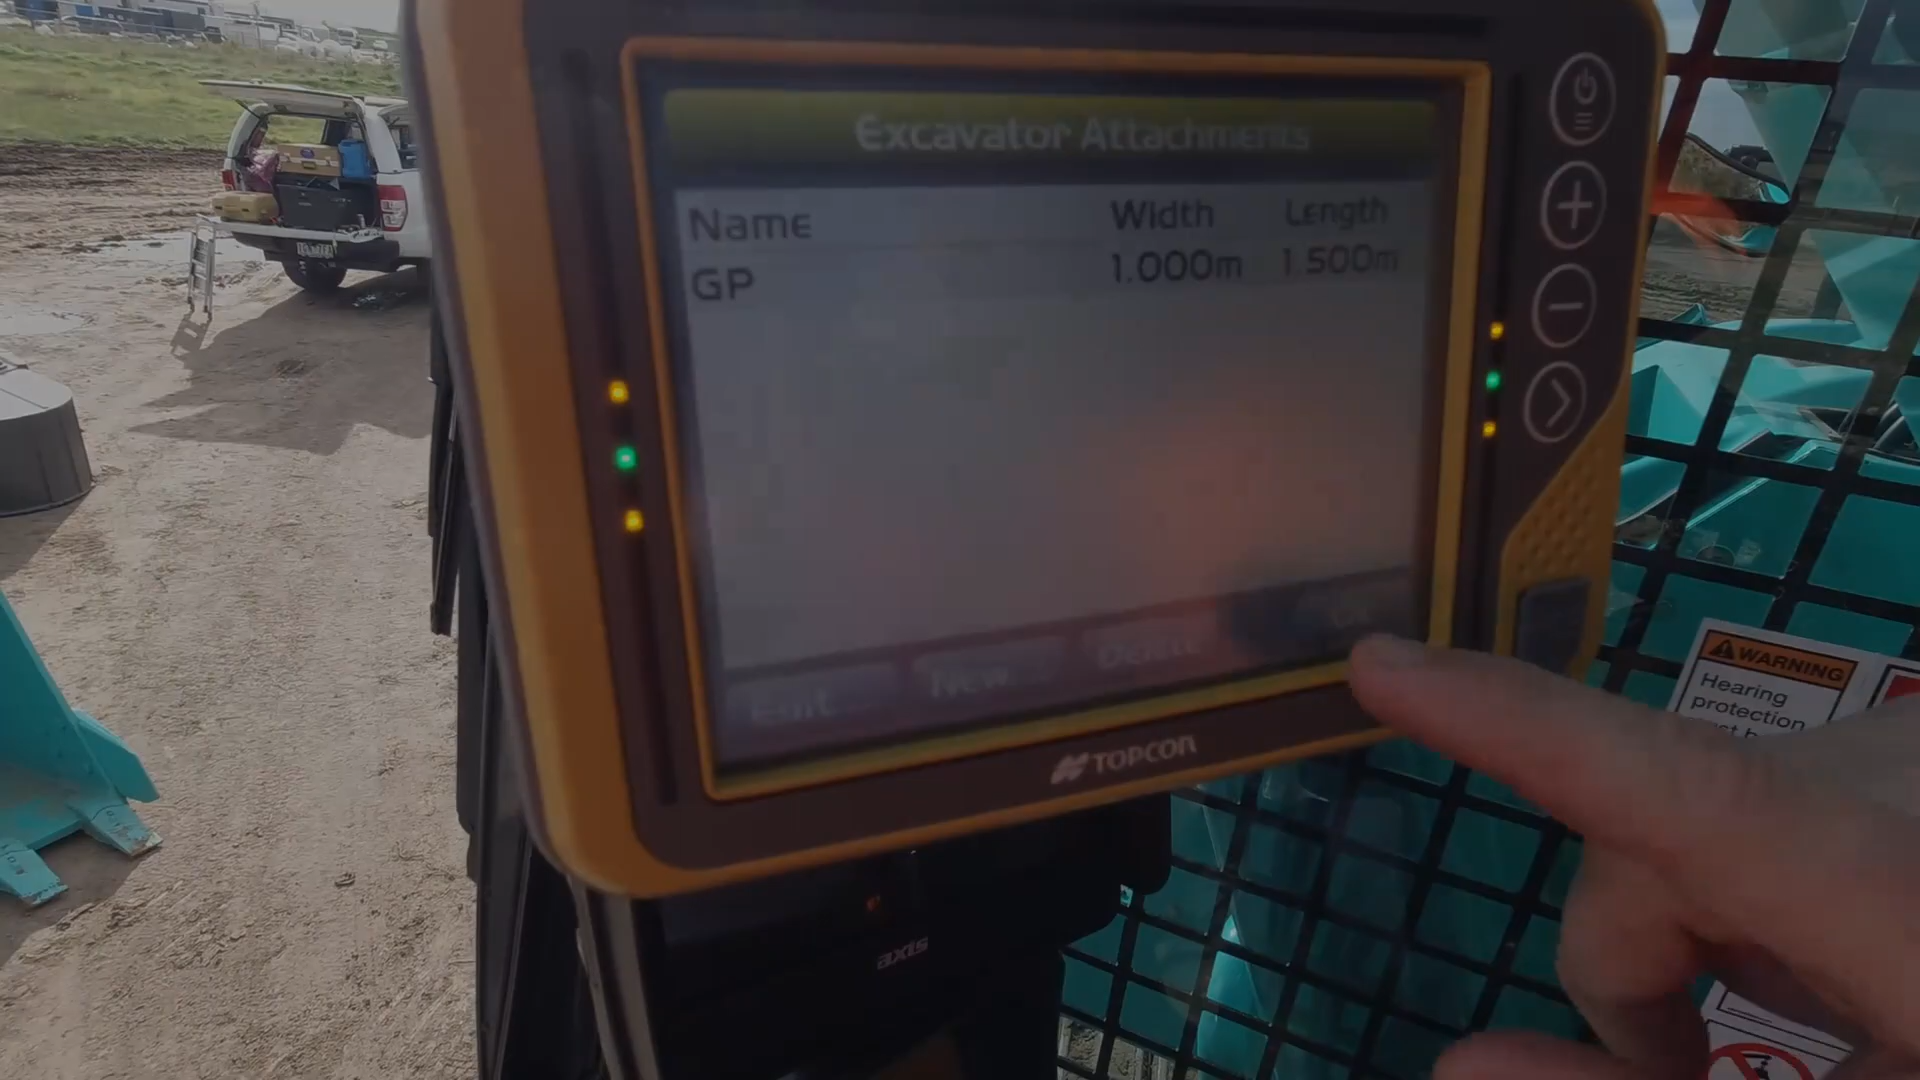 Excavator Attachments
Name Width Length
GP 1.000m 1.500m
Edit New Delete
TOPCON
axis
WARNING
Hearing
protection